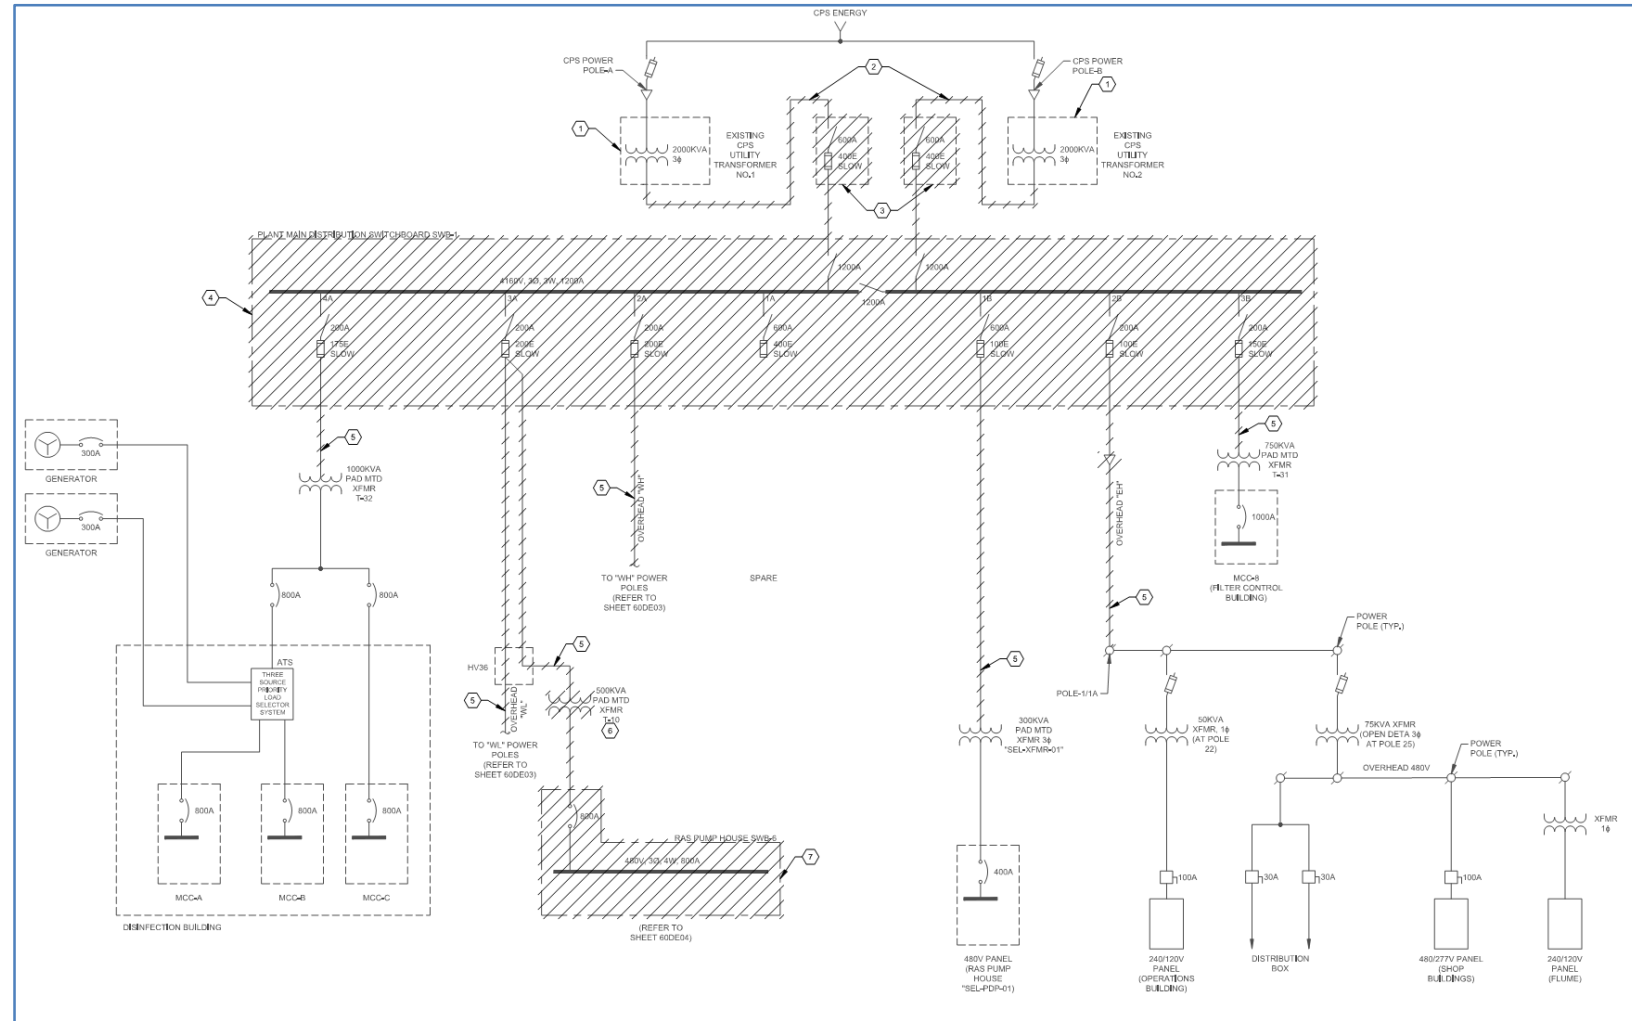 CPS ENERGY
CPS POWER
POLE-A
2
CPS POWER
POLE-B
1
1
2000KVA
3ϕ
EXISTING
CPS
UTILITY
TRANSFORMER
NO.1
600A
400E
SLOW
600A
400E
SLOW
2000KVA
3ϕ
EXISTING
CPS
UTILITY
TRANSFORMER
NO.2
3
PLANT MAIN DISTRIBUTION SWITCHBOARD SWB-1
1200A
1200A
4160V, 3Ø, 3W, 1200A
1200A
4
4A
200A
175E
SLOW
3A
200A
200E
SLOW
2A
200A
200E
SLOW
1A
600A
400E
SLOW
1B
600A
100E
SLOW
2B
200A
100E
SLOW
3B
200A
150E
SLOW
300A
GENERATOR
300A
GENERATOR
5
1000KVA
PAD MTD
XFMR
T-32
5
OVERHEAD "WH"
TO "WH" POWER
POLES
(REFER TO
SHEET 60DE03)
SPARE
OVERHEAD "EH"
5
5
750KVA
PAD MTD
XFMR
T-31
1000A
MCC-8
(FILTER CONTROL
BUILDING)
800A
800A
ATS
THREE
SOURCE
PRIORITY
LOAD
SELECTOR
SYSTEM
HV36
5
5
OVERHEAD
"WL"
500KVA
PAD MTD
XFMR
T-10
6
TO "WL" POWER
POLES
(REFER TO
SHEET 60DE03)
5
300KVA
PAD MTD
XFMR 3ϕ
"SEL-XFMR-01"
POLE-1/1A
POWER
POLE (TYP.)
50KVA
XFMR, 1ϕ
(AT POLE
22)
75KVA XFMR
(OPEN DETA 3ϕ
AT POLE 25)
POWER
POLE (TYP.)
OVERHEAD 480V
XFMR
1ϕ
800A
MCC-A
800A
MCC-B
800A
MCC-C
DISINFECTION BUILDING
800A
RAS PUMP HOUSE SWB-6
480V, 3Ø, 4W, 800A
7
(REFER TO
SHEET 60DE04)
400A
480V PANEL
(RAS PUMP
HOUSE
"SEL-PDP-01)
100A
240/120V
PANEL
(OPERATIONS
BUILDING)
30A
30A
DISTRIBUTION
BOX
100A
480/277V PANEL
(SHOP
BUILDINGS)
240/120V
PANEL
(FLUME)